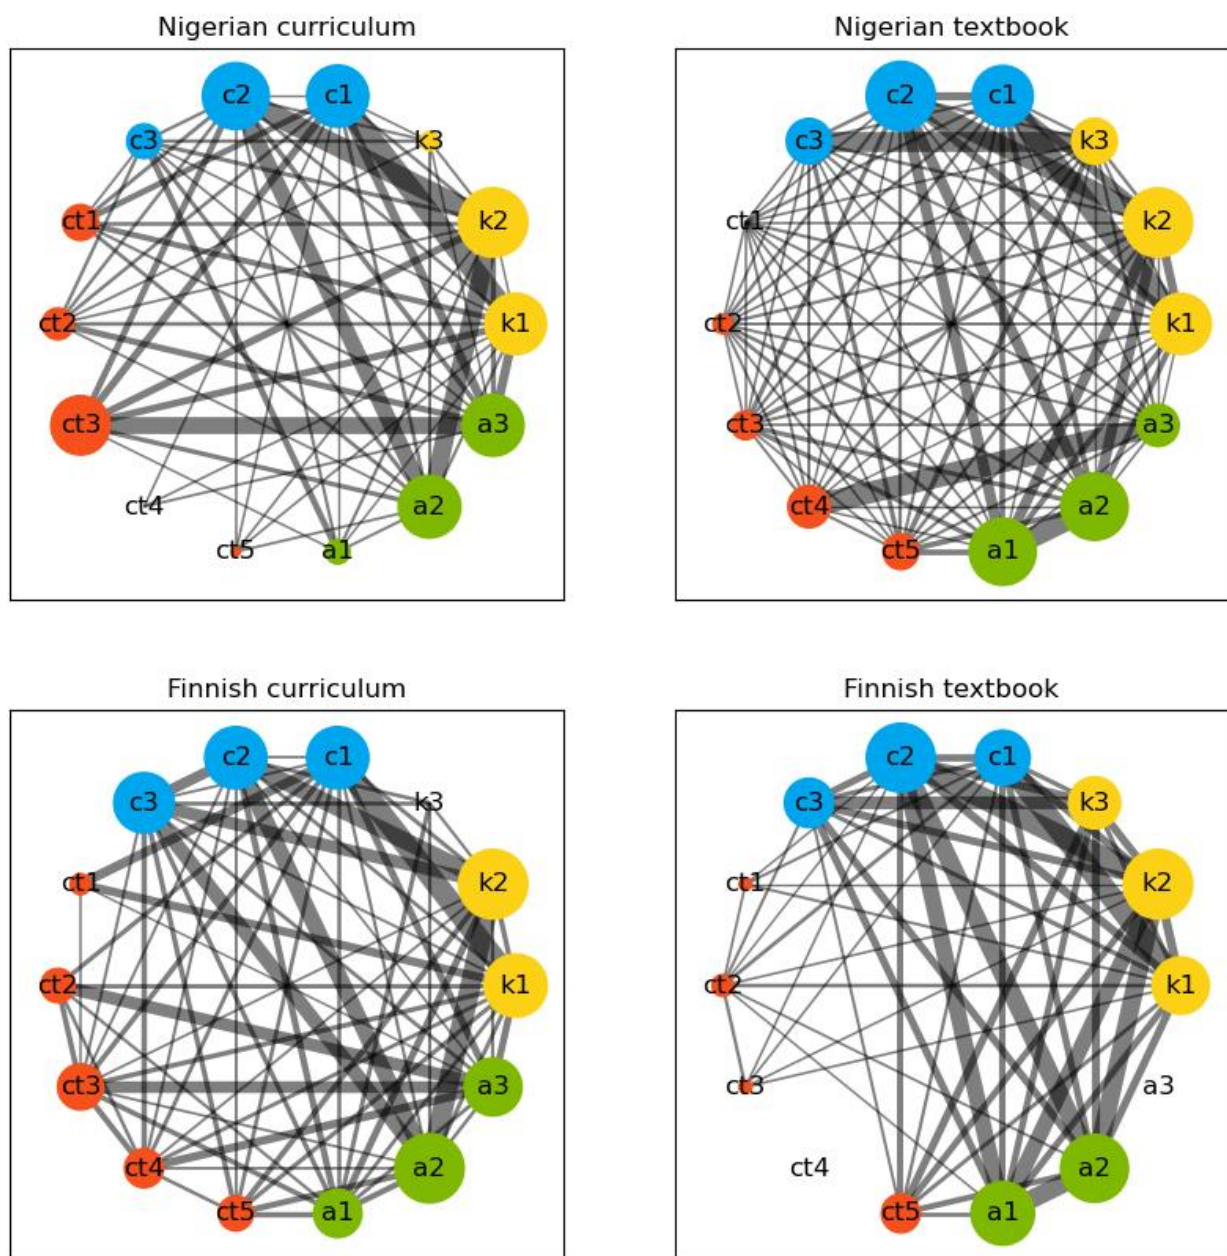 Nigerian curriculum
c2
c1
c3
k3
ct1
k2
ct2
k1
ct3
a3
ct4
a2
ct5
a1
Nigerian textbook
c2
c1
c3
k3
ct1
k2
ct2
k1
ct3
a3
ct4
a2
ct5
a1
Finnish curriculum
c2
c1
c3
k3
ct1
k2
ct2
k1
ct3
a3
ct4
a2
ct5
a1
Finnish textbook
c2
c1
c3
k3
ct1
k2
ct2
k1
ct3
a3
ct4
a2
ct5
a1